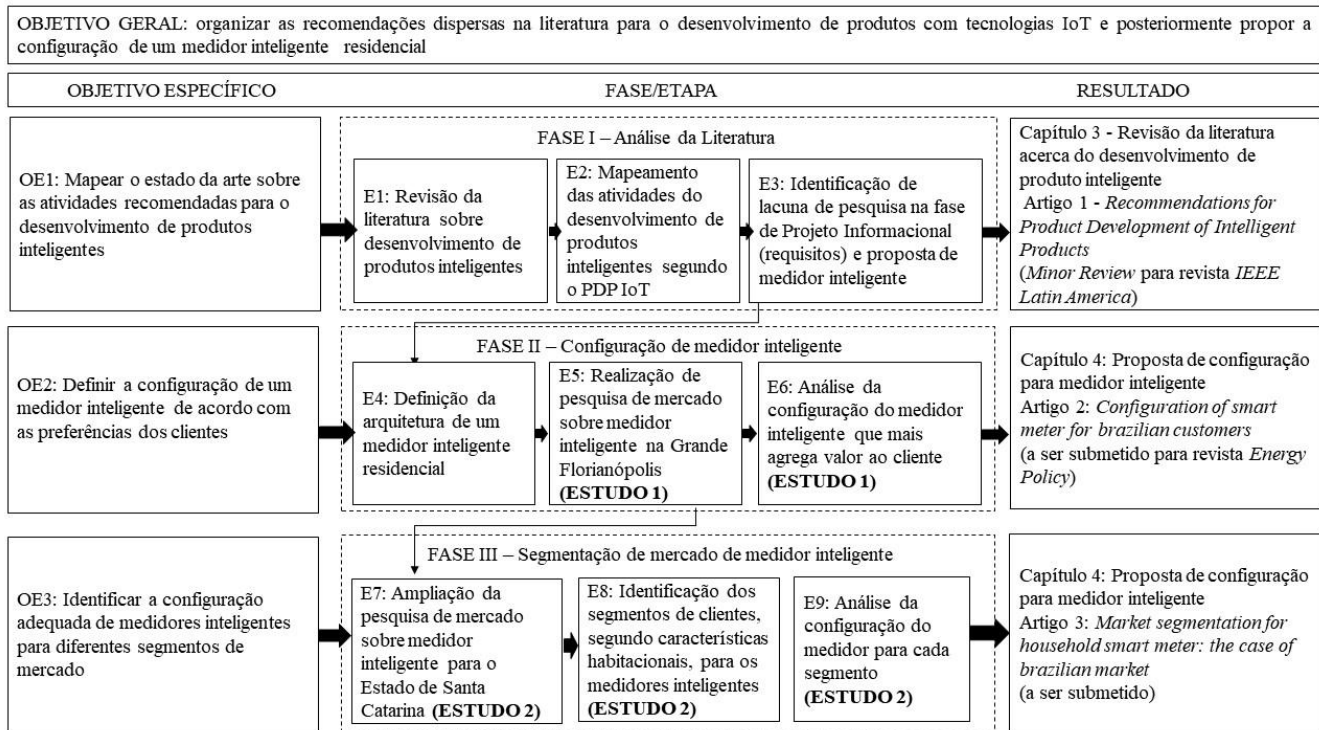 OBJETIVO GERAL: organizar as recomendações dispersas na literatura para o desenvolvimento de produtos com tecnologias IoT e posteriormente propor a
configuração de um medidor inteligente residencial
OBJETIVO ESPECÍFICO
FASE/ETAPA
RESULTADO
OE1: Mapear o estado da arte sobre
as atividades recomendadas para o
desenvolvimento de produtos
inteligentes
FASE I – Análise da Literatura
E1: Revisão da
literatura sobre
desenvolvimento de
produtos inteligentes
E2: Mapeamento
das atividades do
desenvolvimento de
produtos
inteligentes segundo
o PDP IoT
E3: Identificação de
lacuna de pesquisa na fase
de Projeto Informacional
(requisitos) e proposta de
medidor inteligente
Capítulo 3 - Revisão da literatura
acerca do desenvolvimento de
produto inteligente
Artigo 1 - Recommendations for
Product Development of Intelligent
Products
(Minor Review para revista IEEE
Latin America)
OE2: Definir a configuração de um
medidor inteligente de acordo com
as preferências dos clientes
FASE II – Configuração de medidor inteligente
E4: Definição da
arquitetura de um
medidor inteligente
residencial
E5: Realização de
pesquisa de mercado
sobre medidor
inteligente na Grande
Florianópolis
(ESTUDO 1)
E6: Análise da
configuração do medidor
inteligente que mais
agrega valor ao cliente
(ESTUDO 1)
Capítulo 4: Proposta de configuração
para medidor inteligente
Artigo 2: Configuration of smart
meter for brazilian customers
(a ser submetido para revista Energy
Policy)
OE3: Identificar a configuração
adequada de medidores inteligentes
para diferentes segmentos de
mercado
FASE III – Segmentação de mercado de medidor inteligente
E7: Ampliação da
pesquisa de mercado
sobre medidor
inteligente para o
Estado de Santa
Catarina (ESTUDO 2)
E8: Identificação dos
segmentos de clientes,
segundo características
habitacionais, para os
medidores inteligentes
(ESTUDO 2)
E9: Análise da
configuração do
medidor para cada
segmento
(ESTUDO 2)
Capítulo 4: Proposta de configuração
para medidor inteligente
Artigo 3: Market segmentation for
household smart meter: the case of
brazilian market
(a ser submetido)